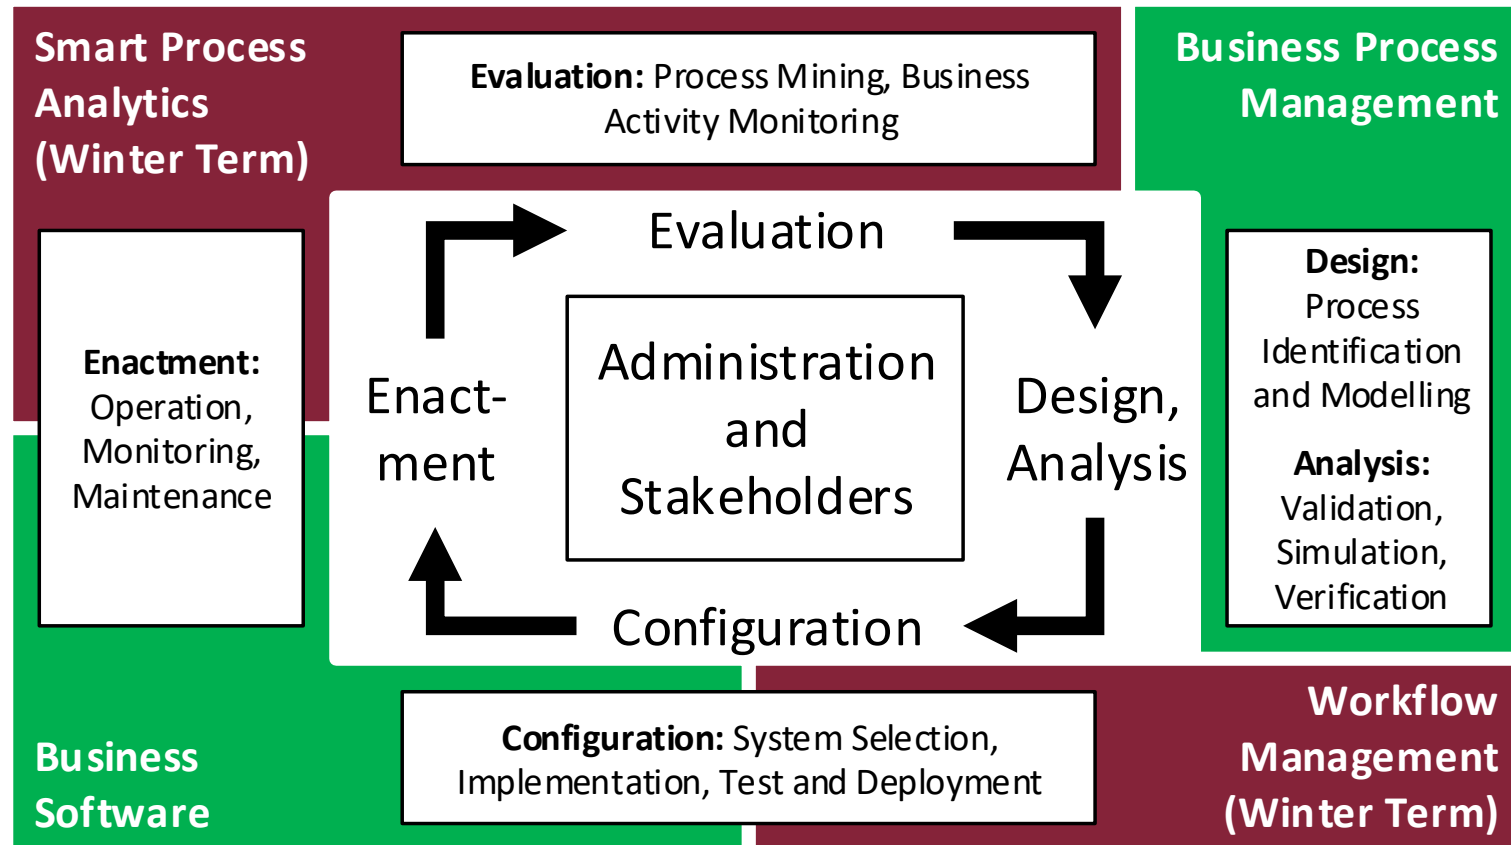 Smart Process
Analytics
(Winter Term)
Evaluation: Process Mining, Business
Activity Monitoring
Business Process
Management
Evaluation
Enactment:
Operation,
Monitoring,
Maintenance
Enact-
ment
Administration
and
Stakeholders
Design,
Analysis
Design:
Process
Identification
and Modelling
Analysis:
Validation,
Simulation,
Verification
Configuration
Business
Software
Configuration: System Selection,
Implementation, Test and Deployment
Workflow
Management
(Winter Term)